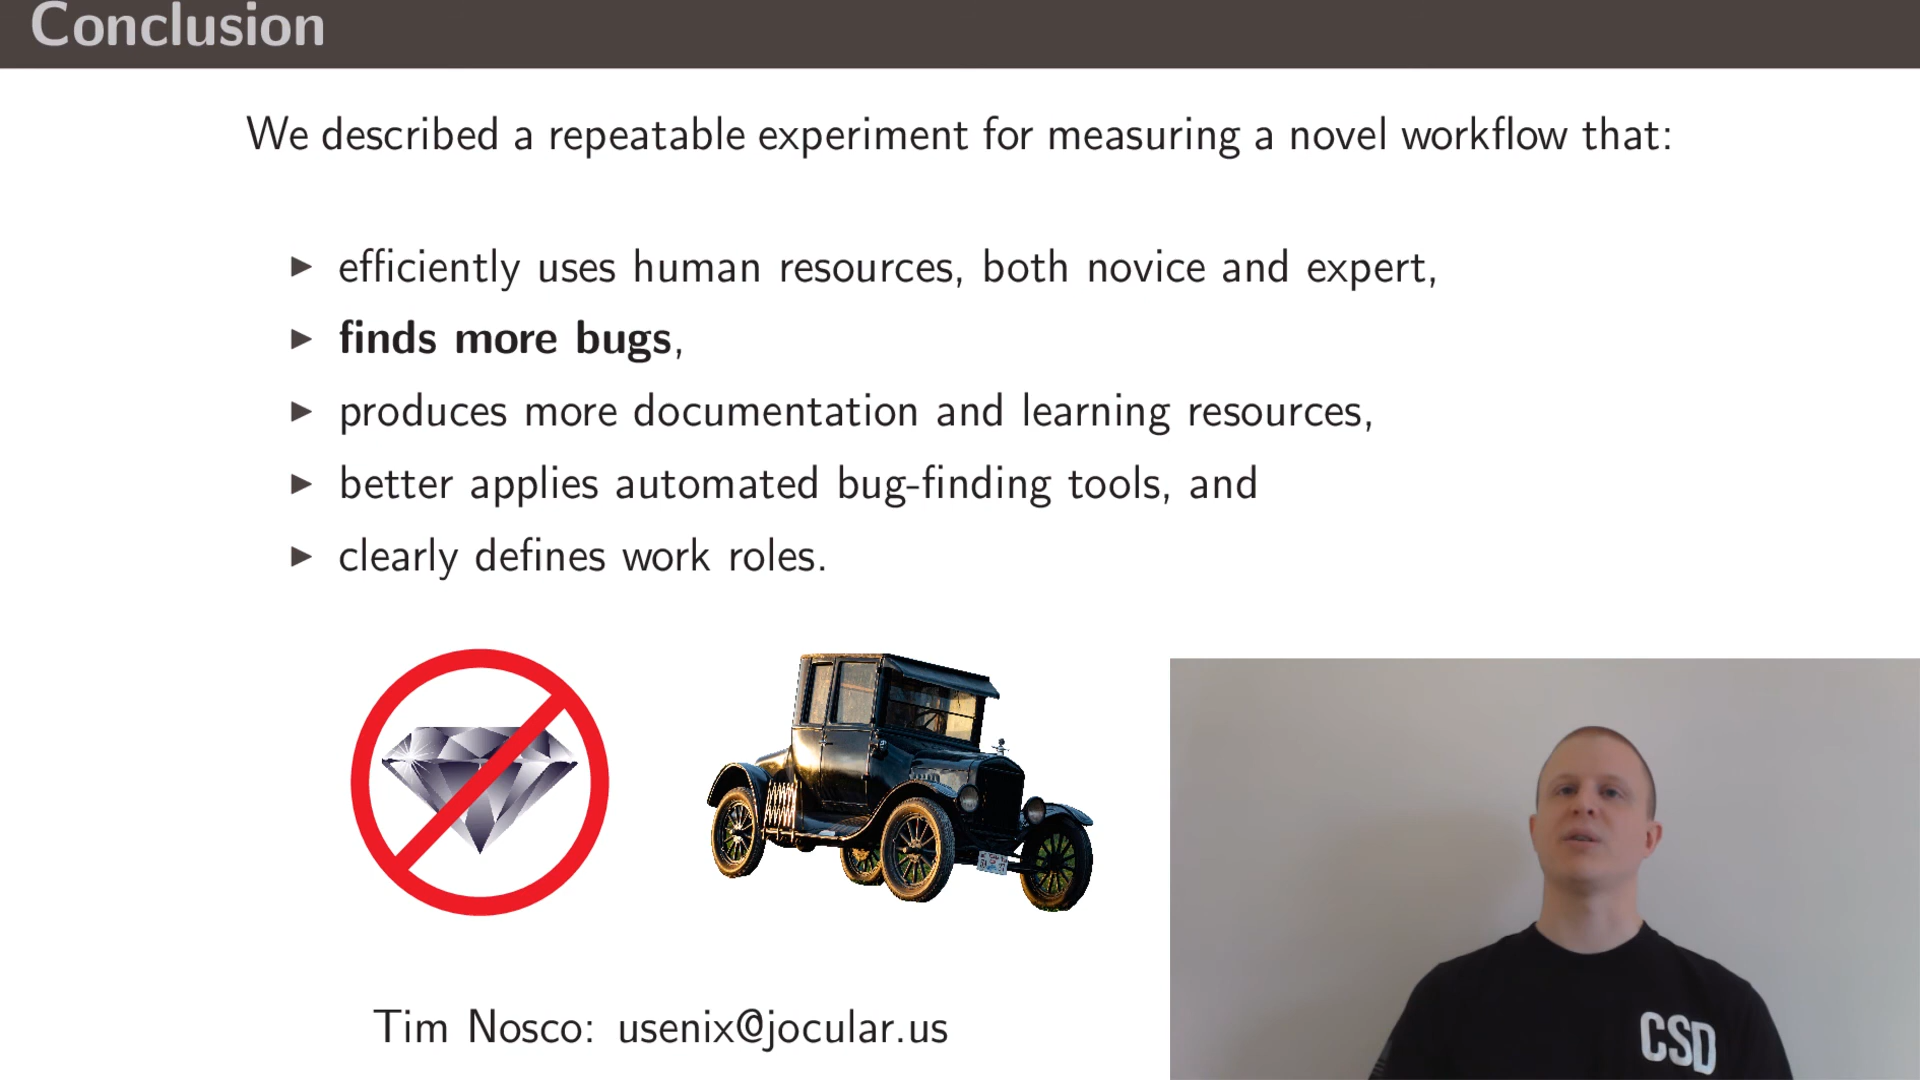 Conclusion
We described a repeatable experiment for measuring a novel workflow that:
▶ efficiently uses human resources, both novice and expert,
▶ finds more bugs,
▶ produces more documentation and learning resources,
▶ better applies automated bug-finding tools, and
▶ clearly defines work roles.
Tim Nosco: usenix@jocular.us
CSD